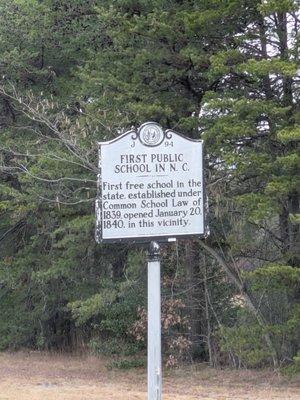 J 94
FIRST PUBLIC
SCHOOL IN N. C.
First free school in the
state, established under
Common School Law of
1839, opened January 20,
1840, in this vicinity.